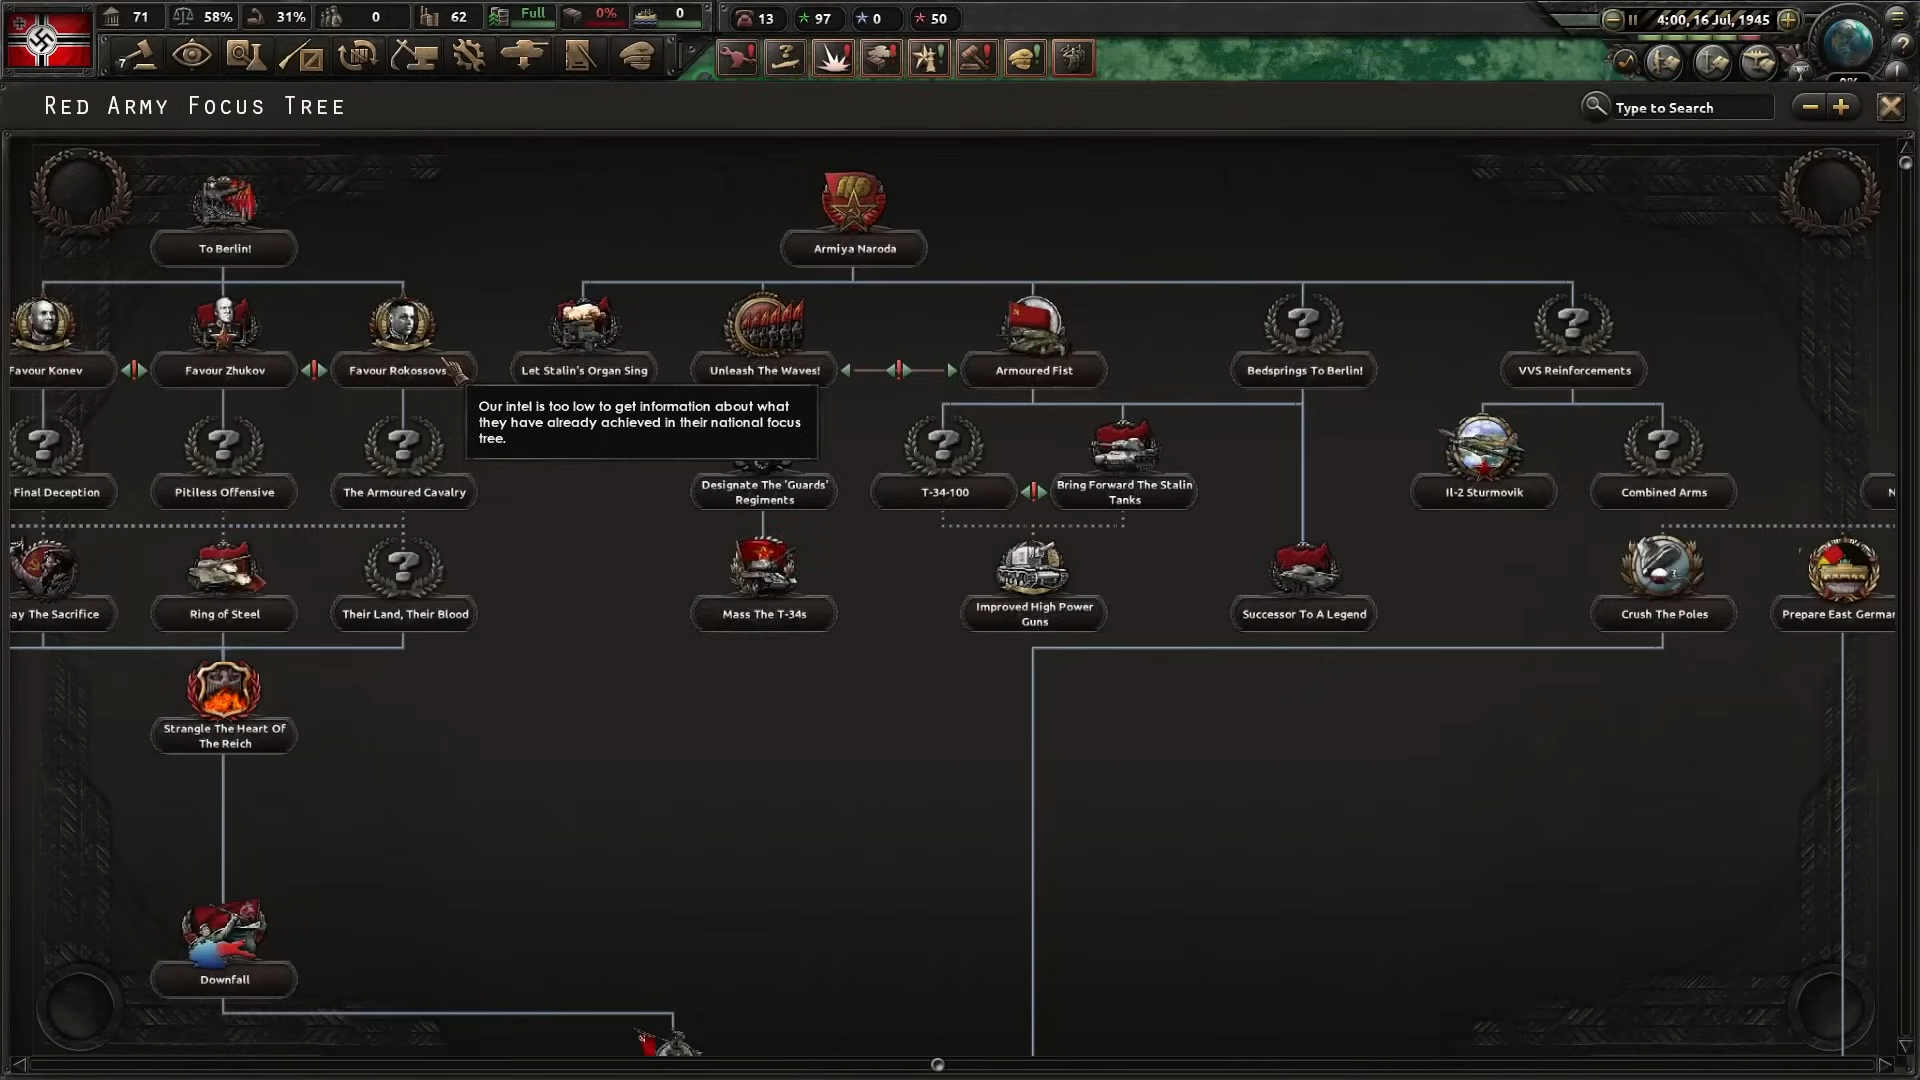 71
58%
31%
0
62
Full
0%
0
13
97
0
50
4:00, 16 Jul, 1945
7
RED ARMY FOCUS TREE
Type to Search
To Berlin!
Armiya Naroda
Favour Konev
Favour Zhukov
Favour Rokossovs
Let Stalin's Organ Sing
Unleash The Waves!
Armoured Fist
Bedsprings To Berlin!
VVS Reinforcements
Our intel is too low to get information about what
they have already achieved in their national focus
tree.
Final Deception
Pitiless Offensive
The Armoured Cavalry
Designate The 'Guards'
Regiments
T-34-100
Bring Forward The Stalin
Tanks
Il-2 Sturmovik
Combined Arms
ay The Sacrifice
Ring of Steel
Their Land, Their Blood
Mass The T-34s
Improved High Power
Guns
Successor To A Legend
Crush The Poles
Prepare East German
Strangle The Heart Of
The Reich
Downfall